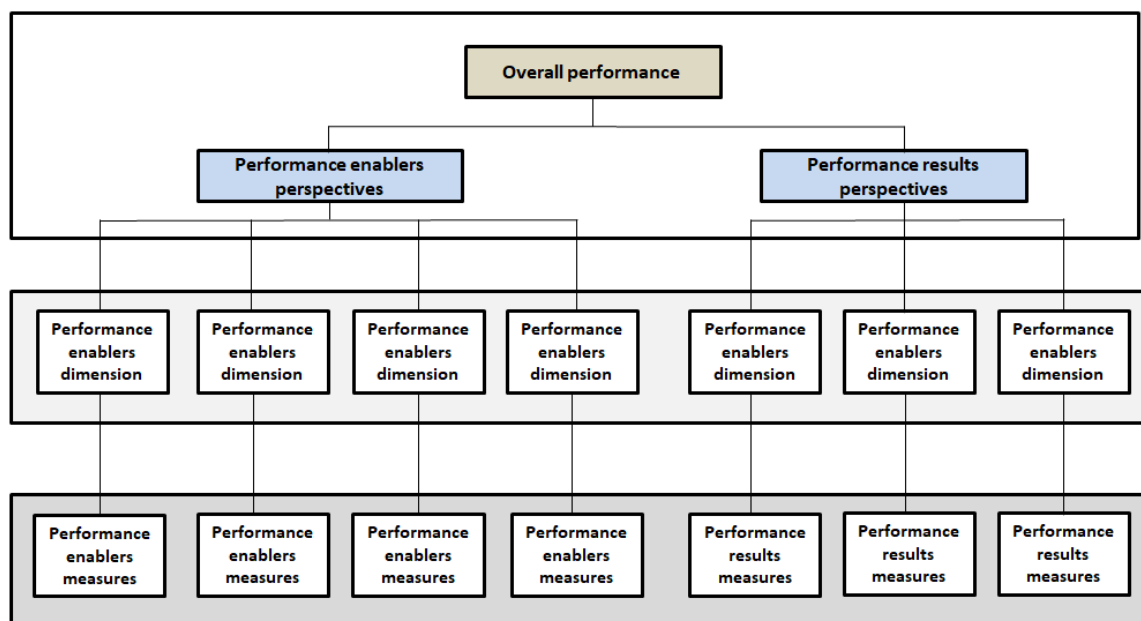 Overall performance
Performance enablers
perspectives
Performance results
perspectives
Performance
enablers
dimension
Performance
enablers
dimension
Performance
enablers
dimension
Performance
enablers
dimension
Performance
enablers
dimension
Performance
enablers
dimension
Performance
enablers
dimension
Performance
enablers
measures
Performance
enablers
measures
Performance
enablers
measures
Performance
enablers
measures
Performance
results
measures
Performance
results
measures
Performance
results
measures